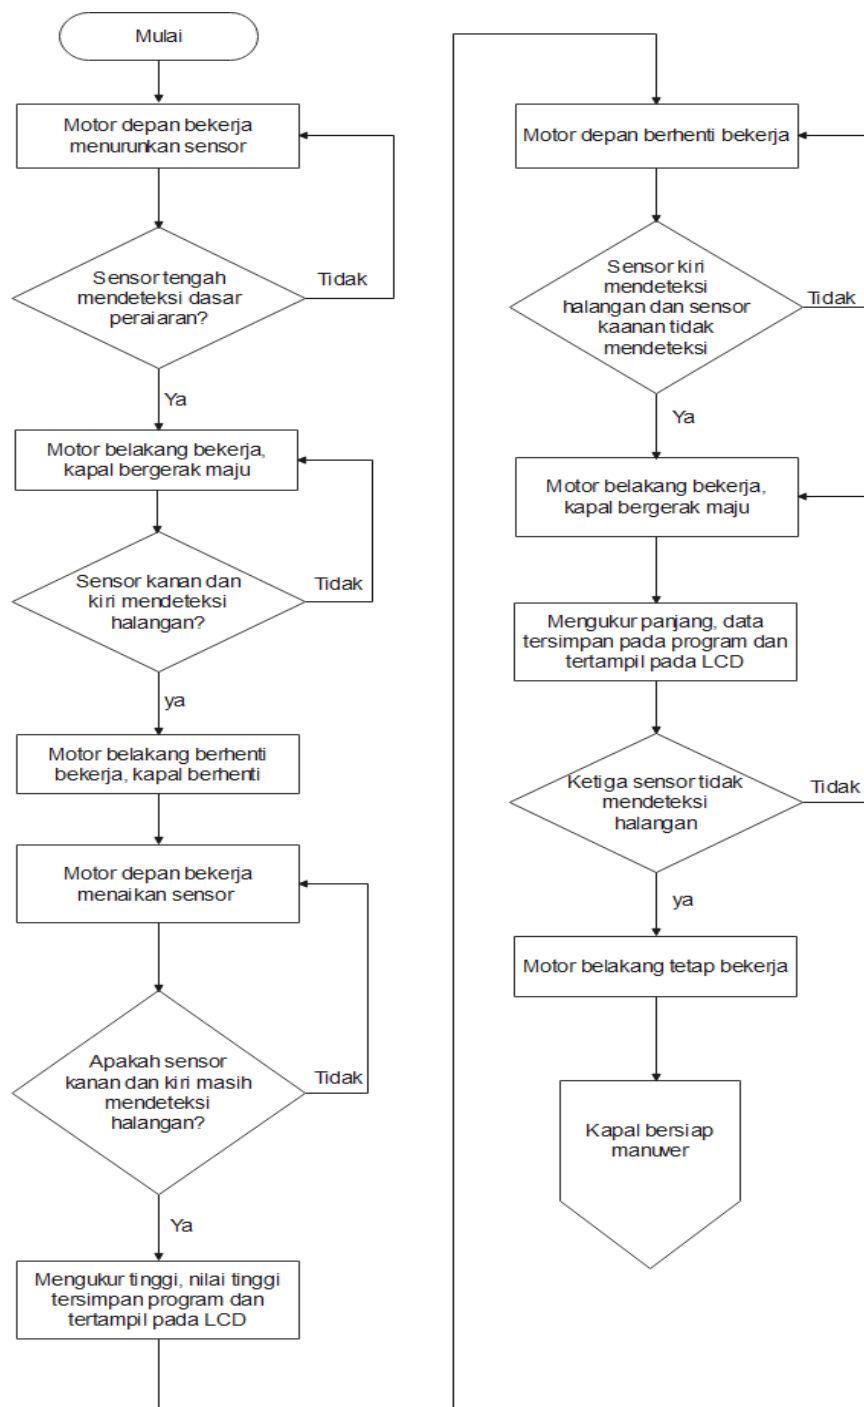 Mulai
Motor depan bekerja
menurunkan sensor
Sensor tengah
mendeteksi dasar
peraiaran?
Tidak
Ya
Motor belakang bekerja,
kapal bergerak maju
Sensor kanan dan
kiri mendeteksi
halangan?
Tidak
ya
Motor belakang berhenti
bekerja, kapal berhenti
Motor depan bekerja
menaikan sensor
Apakah sensor
kanan dan kiri masih
mendeteksi
halangan?
Tidak
Ya
Mengukur tinggi, nilai tinggi
tersimpan program dan
tertampil pada LCD
Motor depan berhenti bekerja
Sensor kiri
mendeteksi
halangan dan sensor
kaanan tidak
mendeteksi
Tidak
Ya
Motor belakang bekerja,
kapal bergerak maju
Mengukur panjang, data
tersimpan pada program dan
tertampil pada LCD
Ketiga sensor tidak
mendeteksi
halangan
Tidak
ya
Motor belakang tetap bekerja
Kapal bersiap
manuver